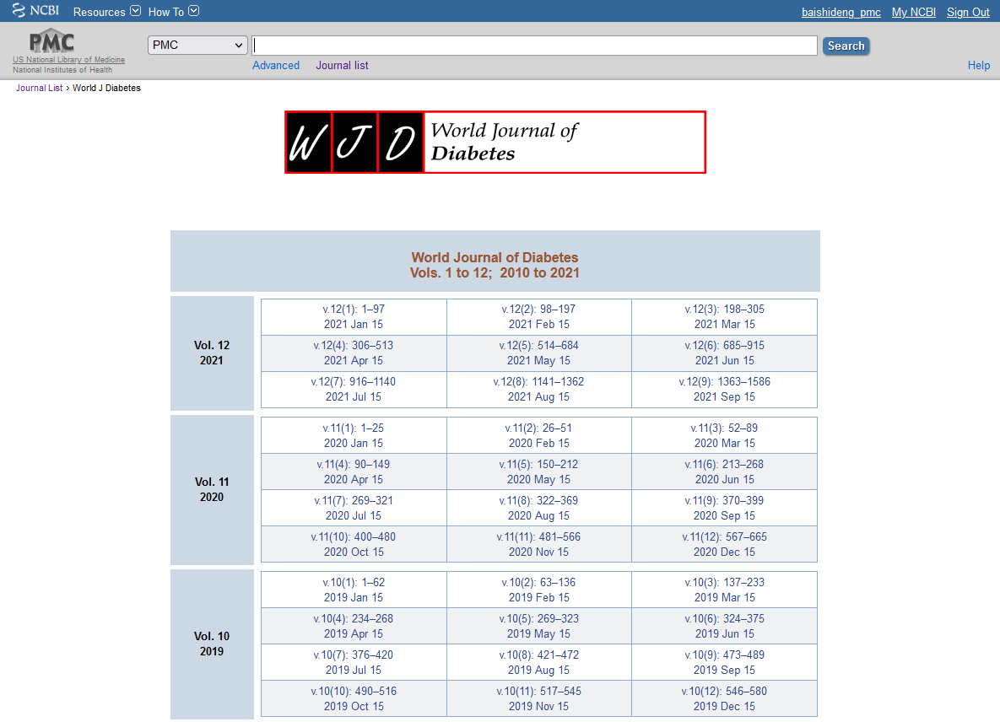 NCBI Resources How To baishideng_pmc My NCBI Sign Out
PMC
US National Library of Medicine
National Institutes of Health
PMC Search
Advanced Journal list Help
Journal List › World J Diabetes
W J D World Journal of
Diabetes
World Journal of Diabetes
Vols. 1 to 12; 2010 to 2021
Vol. 12
2021
v.12(1): 1–97 v.12(2): 98–197 v.12(3): 198–305
2021 Jan 15 2021 Feb 15 2021 Mar 15
v.12(4): 306–513 v.12(5): 514–684 v.12(6): 685–915
2021 Apr 15 2021 May 15 2021 Jun 15
v.12(7): 916–1140 v.12(8): 1141–1362 v.12(9): 1363–1586
2021 Jul 15 2021 Aug 15 2021 Sep 15
Vol. 11
2020
v.11(1): 1–25 v.11(2): 26–51 v.11(3): 52–89
2020 Jan 15 2020 Feb 15 2020 Mar 15
v.11(4): 90–149 v.11(5): 150–212 v.11(6): 213–268
2020 Apr 15 2020 May 15 2020 Jun 15
v.11(7): 269–321 v.11(8): 322–369 v.11(9): 370–399
2020 Jul 15 2020 Aug 15 2020 Sep 15
v.11(10): 400–480 v.11(11): 481–566 v.11(12): 567–665
2020 Oct 15 2020 Nov 15 2020 Dec 15
Vol. 10
2019
v.10(1): 1–62 v.10(2): 63–136 v.10(3): 137–233
2019 Jan 15 2019 Feb 15 2019 Mar 15
v.10(4): 234–268 v.10(5): 269–323 v.10(6): 324–375
2019 Apr 15 2019 May 15 2019 Jun 15
v.10(7): 376–420 v.10(8): 421–472 v.10(9): 473–489
2019 Jul 15 2019 Aug 15 2019 Sep 15
v.10(10): 490–516 v.10(11): 517–545 v.10(12): 546–580
2019 Oct 15 2019 Nov 15 2019 Dec 15